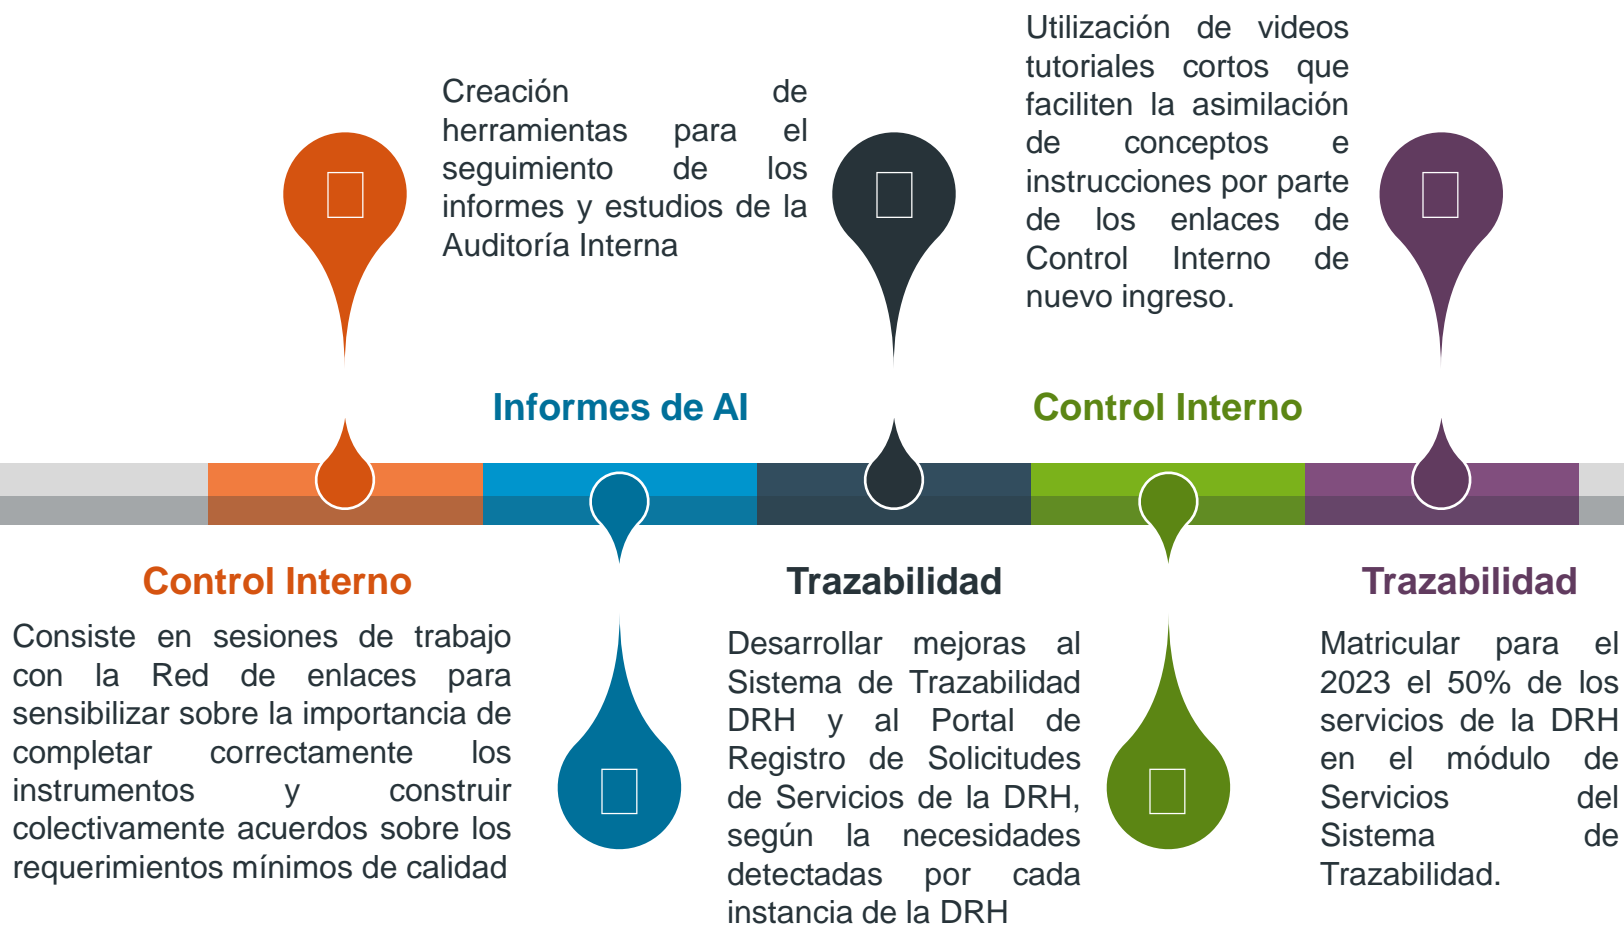 Creación de
herramientas para el
seguimiento de los
informes y estudios de la
Auditoría Interna
Utilización de videos
tutoriales cortos que
faciliten la asimilación
de conceptos e
instrucciones por parte
de los enlaces de
Control Interno de
nuevo ingreso.
Informes de AI
Control Interno
Control Interno
Consiste en sesiones de trabajo
con la Red de enlaces para
sensibilizar sobre la importancia de
completar correctamente los
instrumentos y construir
colectivamente acuerdos sobre los
requerimientos mínimos de calidad
Trazabilidad
Desarrollar mejoras al
Sistema de Trazabilidad
DRH y al Portal de
Registro de Solicitudes
de Servicios de la DRH,
según la necesidades
detectadas por cada
instancia de la DRH
Trazabilidad
Matricular para el
2023 el 50% de los
servicios de la DRH
en el módulo de
Servicios del
Sistema de
Trazabilidad.